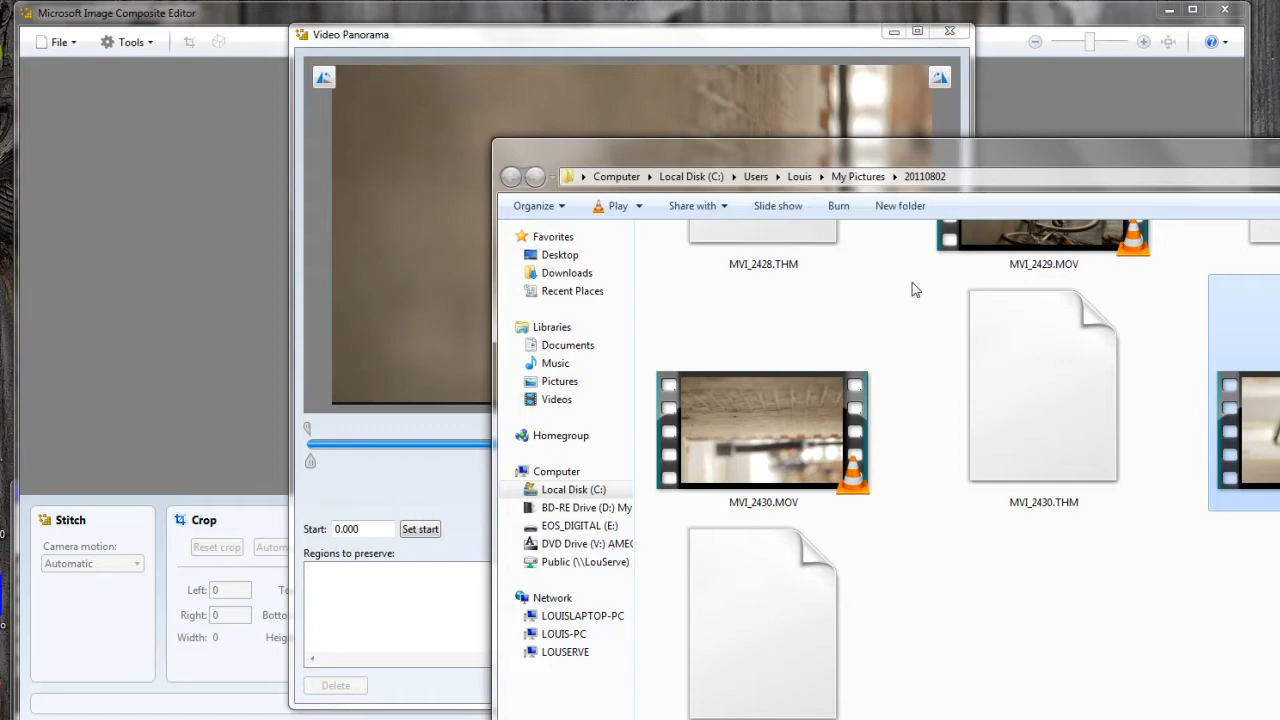 Microsoft Image Composite Editor
File
Tools
Video Panorama
Computer
Local Disk (C:)
Users
Louis
My Pictures
20110802
Organize
Play
Share with
Slide show
Burn
New folder
Favorites
Desktop
Downloads
Recent Places
Libraries
Documents
Music
Pictures
Videos
Homegroup
Computer
Local Disk (C:)
BD-RE Drive (D:) My
EOS_DIGITAL (E:)
DVD Drive (V:) AMEC
Public (\\LouServe)
Network
LOUISLAPTOP-PC
LOUIS-PC
LOUSERVE
MVI_2428.THM
MVI_2429.MOV
MVI_2430.MOV
MVI_2430.THM
Start: 0.000 Set start
Regions to preserve:
Delete
Stitch
Camera motion:
Automatic
Crop
Reset crop
Left: 0
Right: 0
Width: 0